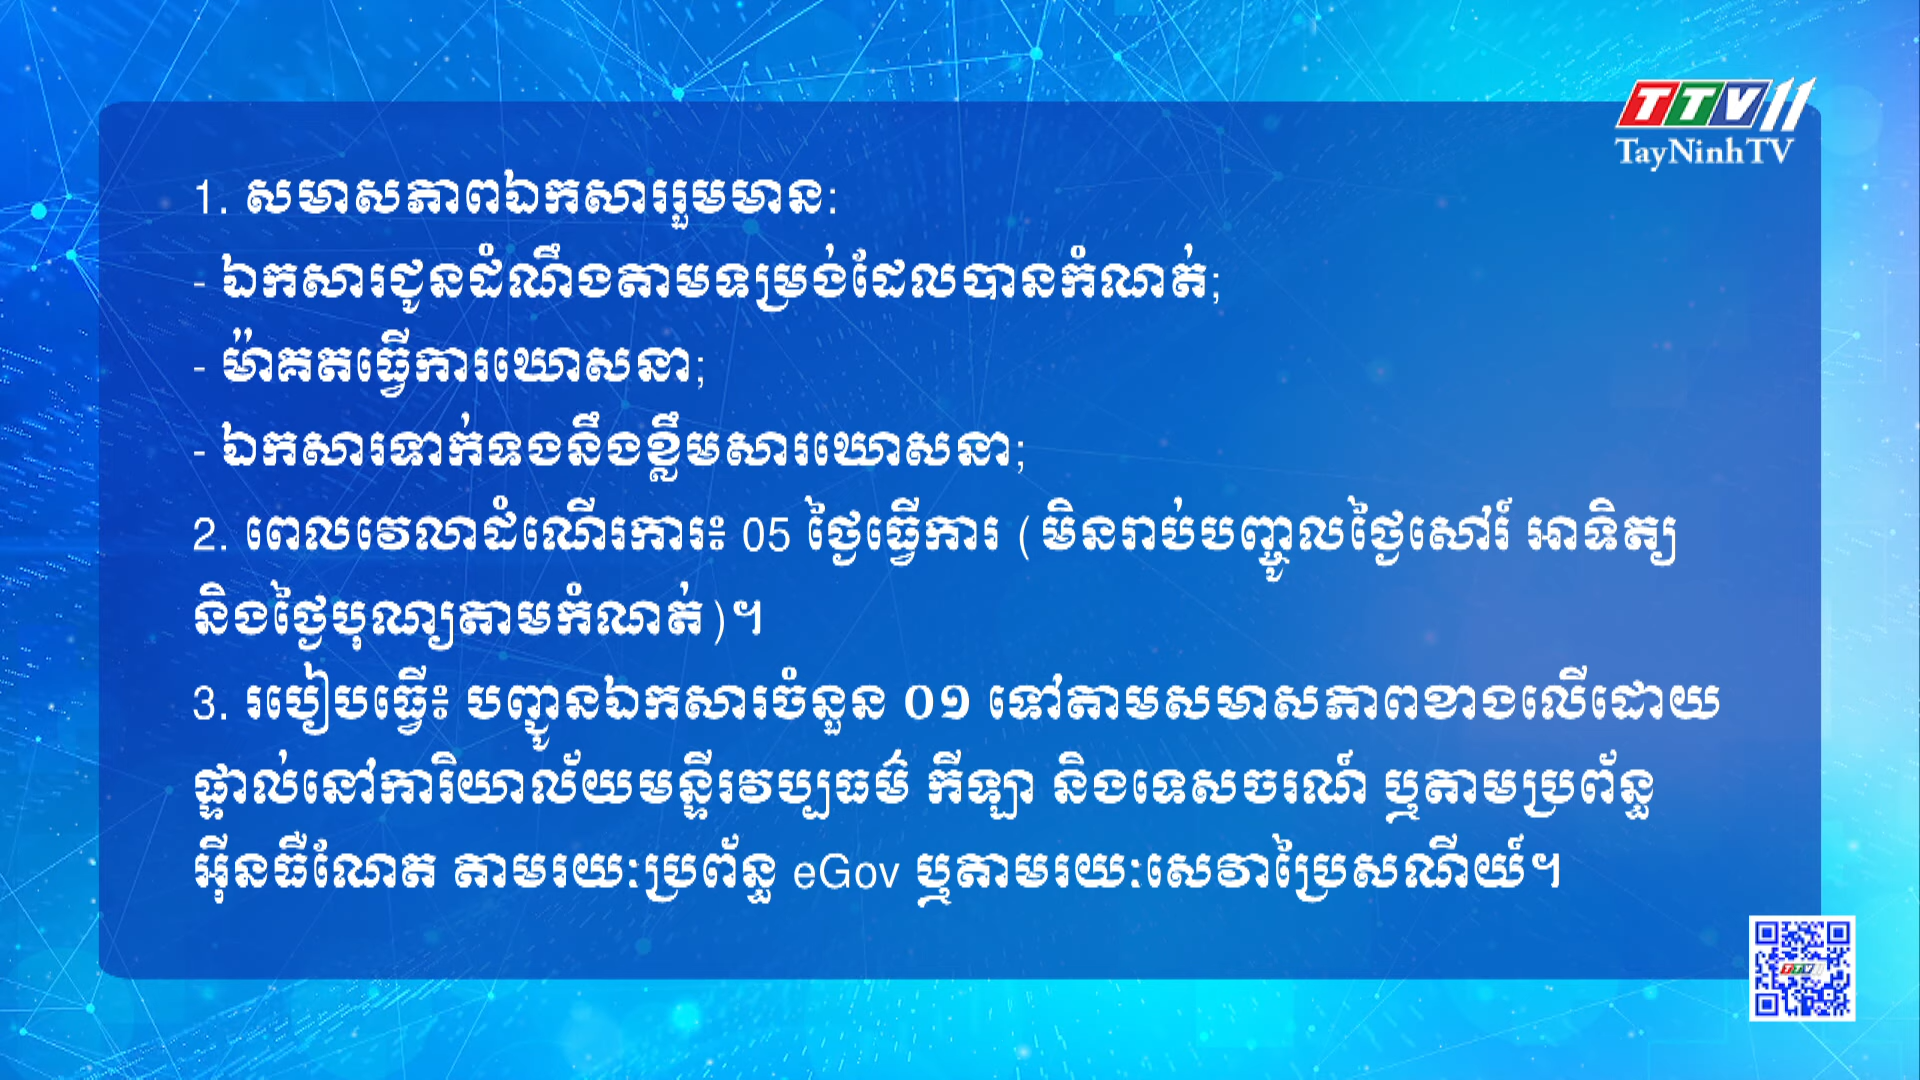 TTV11
TayNinhTV
1. សមាសភាពឯកសាររួមមាន:
- ឯកសារជូនដំណឹងតាមទម្រង់ដែលបានកំណត់;
- ម៉ាគតធ្វើការឃោសនា;
- ឯកសារទាក់ទងនឹងខ្លឹមសារឃោសនា;
2. ពេលវេលាដំណើរការ៖ 05 ថ្ងៃធ្វើការ (មិនរាប់បញ្ចូលថ្ងៃសៅរ៍ អាទិត្យ
និងថ្ងៃបុណ្យតាមកំណត់)។
3. របៀបធ្វើ៖ បញ្ជូនឯកសារចំនួន ០១ ទៅតាមសមាសភាពខាងលើដោយ
ផ្ទាល់នៅការិយាល័យមន្ទីរវប្បធម៌ កីឡា និងទេសចរណ៍ ឬតាមប្រព័ន្ធ
អ៊ីនធឺណែត តាមរយៈប្រព័ន្ធ eGov ឬតាមរយៈសេវាប្រៃសណីយ៍។